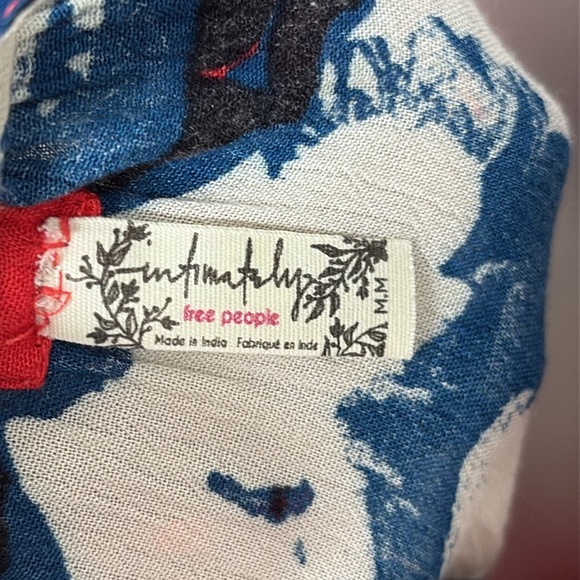 intimately
free people
Made in India Fabriqué en Inde
M.M